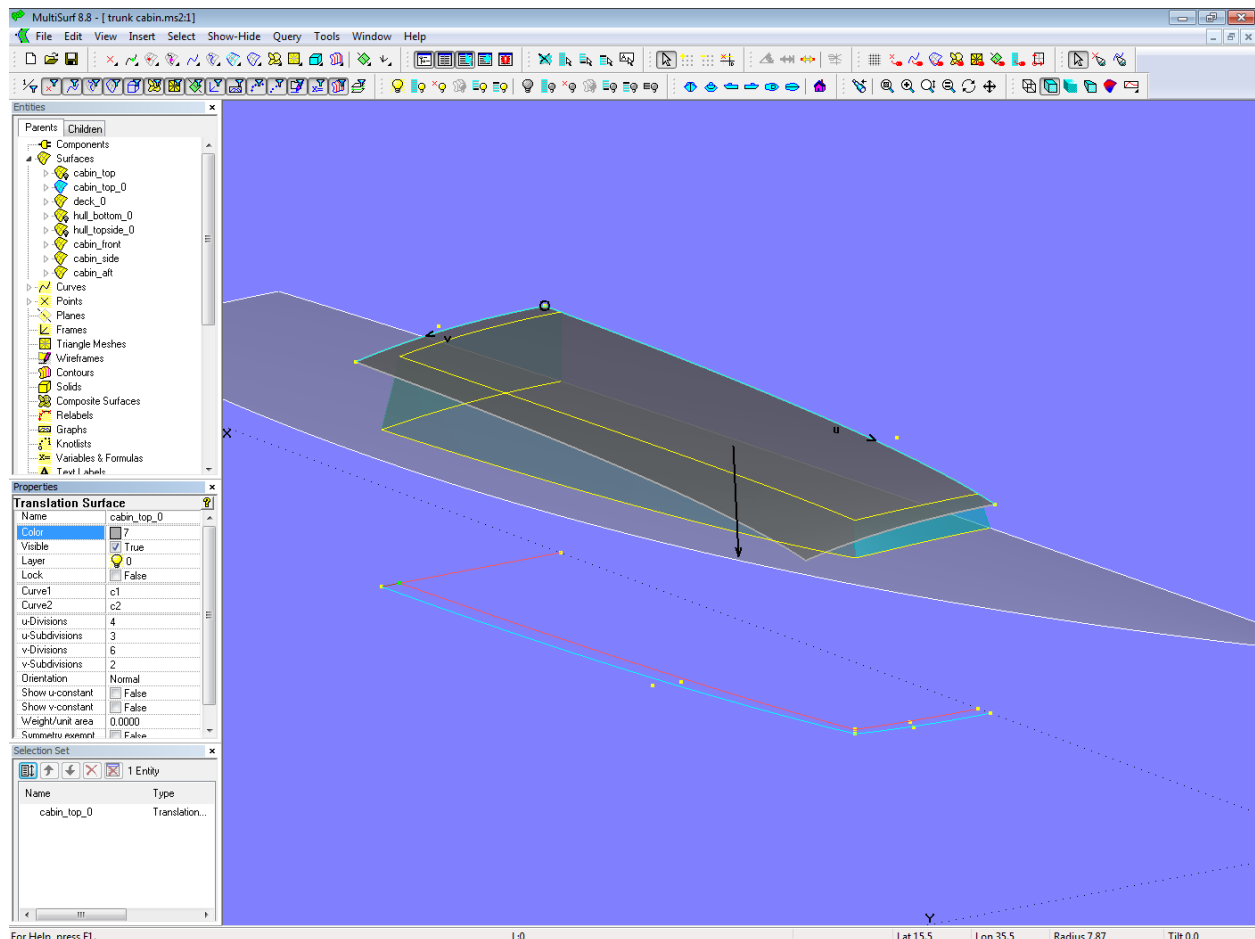 MultiSurf 8.8 - [ trunk cabin.ms2:1]
File Edit View Insert Select Show-Hide Query Tools Window Help
Entities
Parents Children
Components
Surfaces
cabin_top
cabin_top_0
deck_0
hull_bottom_0
hull_topside_0
cabin_front
cabin_side
cabin_aft
Curves
Points
Planes
Frames
Triangle Meshes
Wireframes
Contours
Solids
Composite Surfaces
Relabels
Graphs
Knotlists
Variables & Formulas
Text Labels
Properties
Translation Surface
Name cabin_top_0
Color 7
Visible True
Layer 0
Lock False
Curve1 c1
Curve2 c2
u-Divisions 4
u-Subdivisions 3
v-Divisions 6
v-Subdivisions 2
Orientation Normal
Show u-constant False
Show v-constant False
Weight/unit area 0.0000
Symmetry exempt False
Selection Set
1 Entity
Name Type
cabin_top_0 Translation...
v
u
X
Y
For Help, press F1. L:0 Lat 15.5 Lon 35.5 Radius 7.87 Tilt 0.0